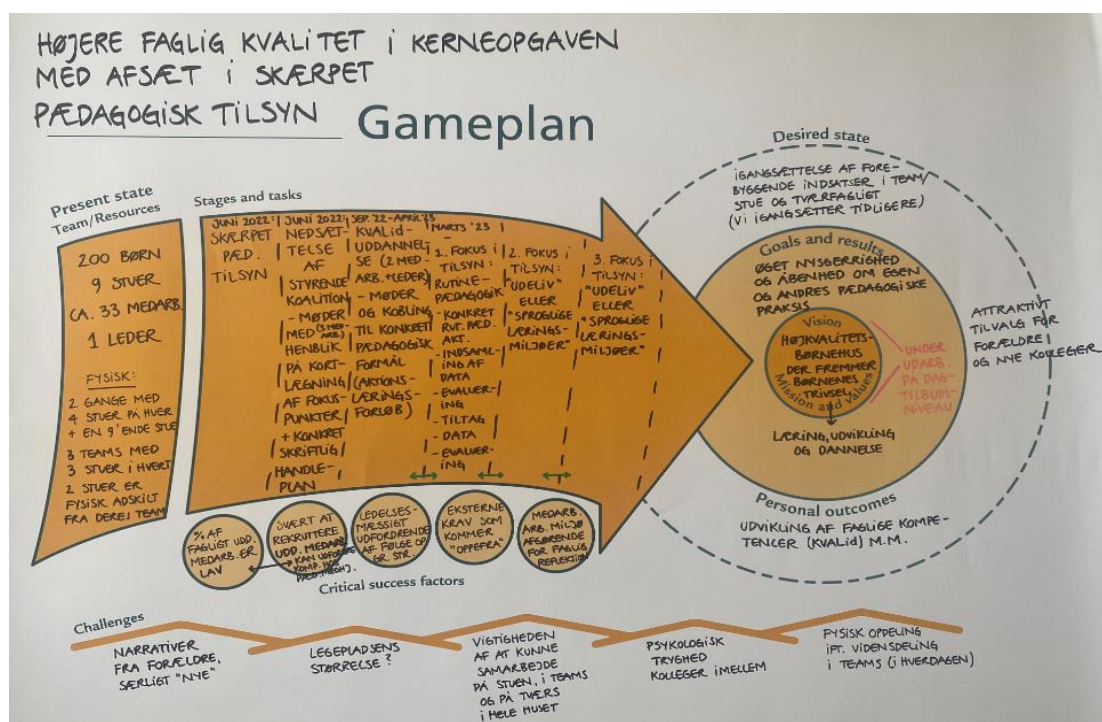 HØJERE FAGLIG KVALITET i KERNEOPGAVEN
MED AFSÆT i SKÆRPET
PÆDAGOGISK TILSYN
Gameplan
Present state
Team/Resources
200 BØRN
9 STUER
CA. 33 MEDARB.
1 LEDER
FYSISK:
2 GANGE MED
4 STUER PÅ HVER
+ EN 9'ENDE STUE
3 TEAMS MED
3 STUER i HVERT
2 STUER ER
FYSISK ADSKILT
FRA DERES TEAM
Stages and tasks
JUNI 2022:
SKÆRPET
PÆD.
TILSYN
JUNI 2022:
NEDSÆT-
TELSE
AF
STYRENDE
KOALITION
- MØDER
MED
HENBLIK
PÅ KORT-
LÆGNING
AF FOKUS-
PUNKTER
+ KONKRET
SKRIFTLIG
HANDLE-
PLAN
SEP. '22-APRIL '23
KVALiD-
UDDANNEL-
SE (2 MED-
ARB.+LEDER)
- MØDER
OG KOBLING
TIL KONKRET
PÆDAGOGISK
FORMÅL
(AKTIONS-
LÆRINGS-
FORLØB)
MARTS '23
1. FOKUS i
TILSYN:
RUTINE-
PÆDAGOGIK
-KONKRET
RUT. PÆD.
AKT.
-INDSAML-
ING AF
DATA
-EVALUER-
ING
-TILTAG
-DATA
-EVALUER-
ING
2. FOKUS i
TILSYN:
"UDELIV"
ELLER
"SPROGLIGE
LÆRINGS-
MILJØER"
3. FOKUS i
TILSYN:
"UDELIV"
ELLER
"SPROGLIGE
LÆRINGS-
MILJØER"
Desired state
IGANGSÆTTELSE AF FORE-
BYGGENDE INDSATSER i TEAM/
STUE OG TVÆRFAGLIGT
(Vi IGANGSÆTTER TIDLIGERE)
Goals and results
ØGET NYSGERRIGHED
OG ÅBENHED OM EGEN
OG ANDRES PÆDAGOGISKE
PRAKSIS
Vision
HØJKVALITETS-
BØRNEHUS
DER FREMMER
BØRNENES
TRIVSEL
Mission and values
LÆRING, UDVIKLING
OG DANNELSE
UNDER
UDARB.
PÅ DAG-
TILBUDS-
NIVEAU
ATTRAKTIVT
TILVALG FOR
FORÆLDRE
OG NYE KOLLEGER
Personal outcomes
UDVIKLING AF FAGLIGE KOMPE-
TENCER (KVALiD) M.M.
% AF
FAGLIGT UDD.
MEDARB. ER
LAV
SVÆRT AT
REKRUTTERE
UDD. MEDARB.
KAN UDFORDRE
KOMP. HOS
LEDELSES-
MÆSSIGT
UDFORDRENDE
AF FØLGE AF
GR. STR.
EKSTERNE
KRAV SOM
KOMMER
"OPPEFRA"
MEDARB.
ARB. MILJØ
AFGØRENDE
FOR FAGLIG
REFLEKSION
Critical success factors
Challenges
NARRATIVER
FRA FORÆLDRE,
SÆRLIGT "NYE"
LEGEPLADSENS
STØRRELSE?
VIGTIGHEDEN
AF AT KUNNE
SAMARBEJDE
PÅ STUEN, i TEAMS
OG PÅ TVÆRS
i HELE HUSET
PSYKOLOGISK
TRYGHED
KOLLEGER iMELLEM
FYSISK OPDELING
iFT. VIDENSDELING
i TEAMS (i HVERDAGEN)